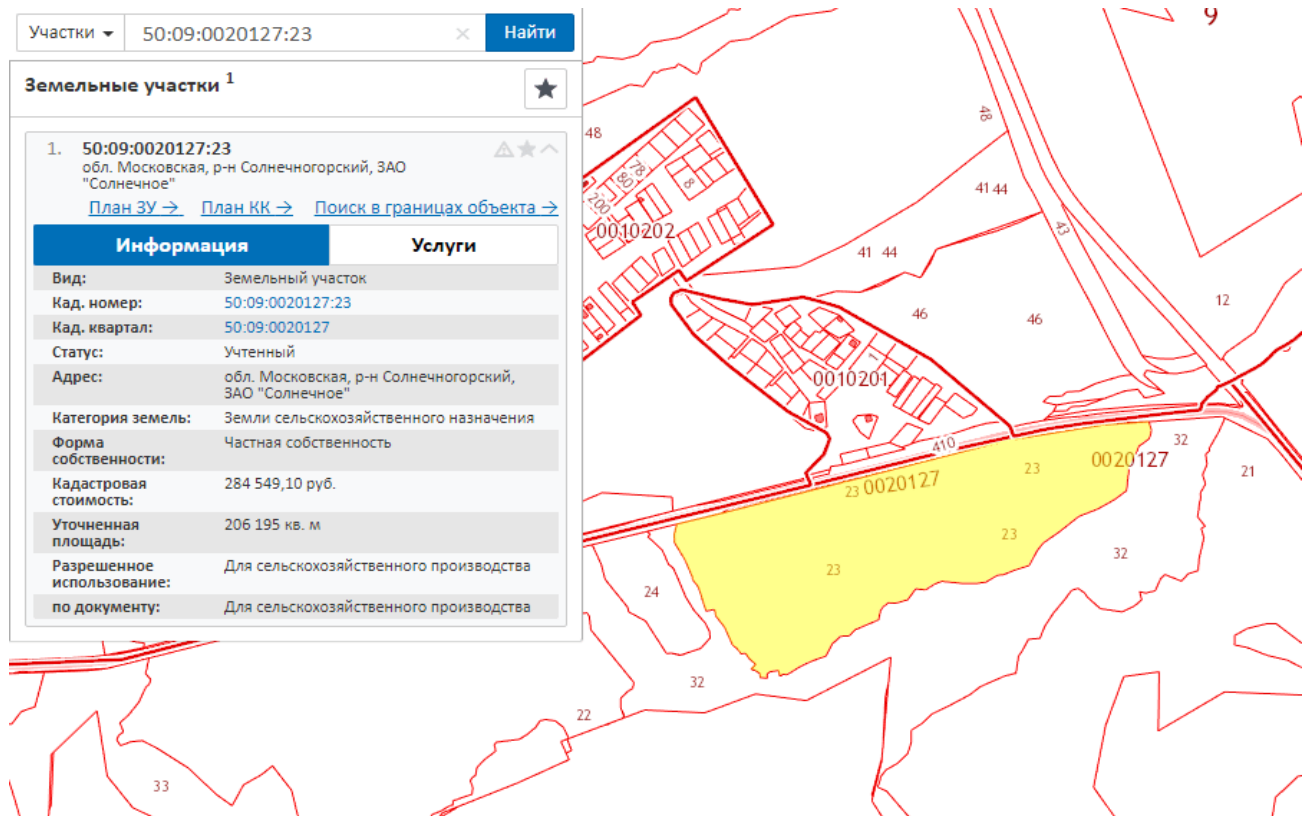 Участки
50:09:0020127:23
×
Найти
Земельные участки 1
1. 50:09:0020127:23
обл. Московская, р-н Солнечногорский, ЗАО
"Солнечное"
План ЗУ → План КК → Поиск в границах объекта →
Информация Услуги
Вид: Земельный участок
Кад. номер: 50:09:0020127:23
Кад. квартал: 50:09:0020127
Статус: Учтенный
Адрес: обл. Московская, р-н Солнечногорский,
ЗАО "Солнечное"
Категория земель: Земли сельскохозяйственного назначения
Форма Частная собственность
собственности:
Кадастровая 284 549,10 руб.
стоимость:
Уточненная 206 195 кв. м
площадь:
Разрешенное Для сельскохозяйственного производства
использование:
по документу: Для сельскохозяйственного производства
9
48
48
78
80
8
200
41 44
0010202
43
41 44
12
46
46
1
0010201
410
32
23
0020127
21
23 0020127
23
32
23
24
32
22
33